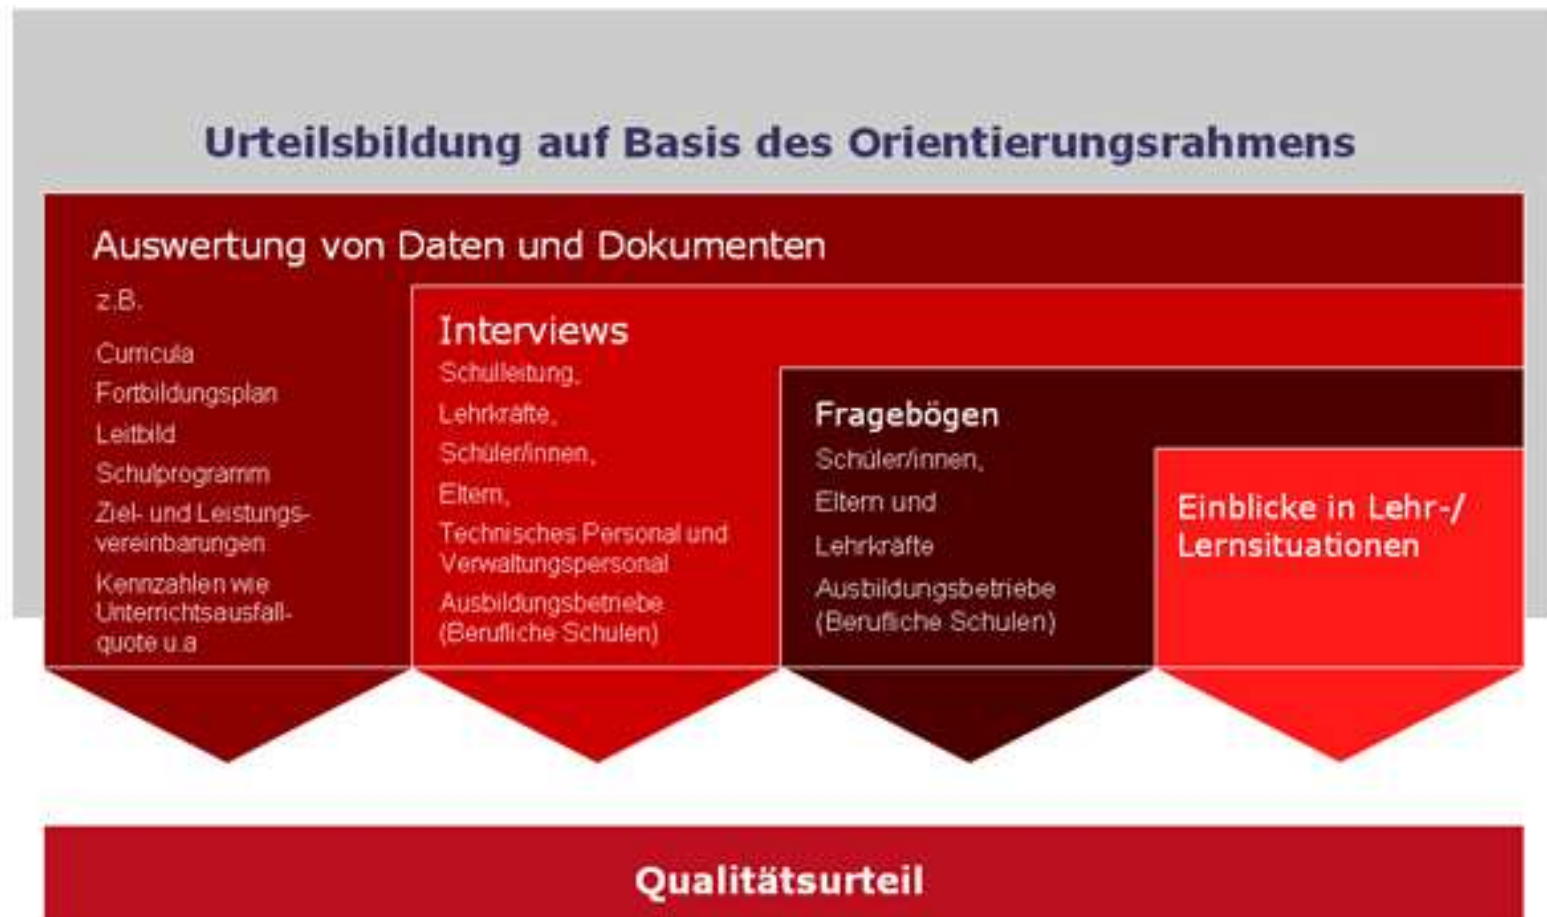 Urteilsbildung auf Basis des Orientierungsrahmens
Auswertung von Daten und Dokumenten
z.B.
Curricula
Fortbildungsplan
Leitbild
Schulprogramm
Ziel- und Leistungs-
vereinbarungen
Kennzahlen wie
Unterrichtsausfall-
quote u.a
Interviews
Schulleitung,
Lehrkräfte,
Schüler/innen,
Eltern,
Technisches Personal und
Verwaltungspersonal
Ausbildungsbetriebe
(Berufliche Schulen)
Fragebögen
Schüler/innen,
Eltern und
Lehrkräfte
Ausbildungsbetriebe
(Berufliche Schulen)
Einblicke in Lehr-/
Lernsituationen
Qualitätsurteil